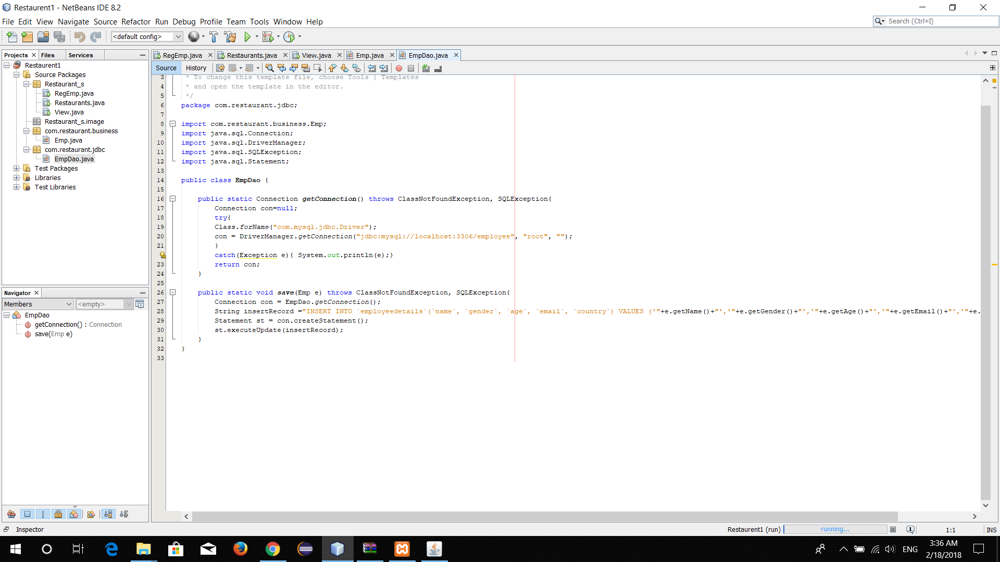 Restaurent1 - NetBeans IDE 8.2
File Edit View Navigate Source Refactor Run Debug Profile Team Tools Window Help
Search (Ctrl+I)
<default config>
Projects Files Services
Restaurent1
Source Packages
Restaurant_s
RegEmp.java
Restaurants.java
View.java
Restaurant_s.image
com.restaurant.business
Emp.java
com.restaurant.jdbc
EmpDao.java
Test Packages
Libraries
Test Libraries
Navigator
Members <empty>
EmpDao
getConnection() : Connection
save(Emp e)
RegEmp.java Restaurants.java View.java Emp.java EmpDao.java
Source History
3 * To change this template file, choose Tools | Templates
4 * and open the template in the editor.
5 */
6 package com.restaurant.jdbc;
7
8 import com.restaurant.business.Emp;
9 import java.sql.Connection;
10 import java.sql.DriverManager;
11 import java.sql.SQLException;
12 import java.sql.Statement;
13
14 public class EmpDao {
15
16 public static Connection getConnection() throws ClassNotFoundException, SQLException{
17 Connection con=null;
18 try{
19 Class.forName("com.mysql.jdbc.Driver");
20 con = DriverManager.getConnection("jdbc:mysql://localhost:3306/employee", "root", "");
21 }
catch(Exception e){ System.out.println(e);}
23 return con;
24 }
25
26 public static void save(Emp e) throws ClassNotFoundException, SQLException{
27 Connection con = EmpDao.getConnection();
28 String insertRecord ="INSERT INTO `employeedetails`(`name`, `gender`, `age`, `email`, `country`) VALUES ('"+e.getName()+"','"+e.getGender()+"','"+e.getAge()+"','"+e.getEmail()+"','"+e.
29 Statement st = con.createStatement();
30 st.executeUpdate(insertRecord);
31 }
32 }
33
Inspector
Restaurent1 (run) running...
1:1 INS
ENG
3:36 AM
2/18/2018